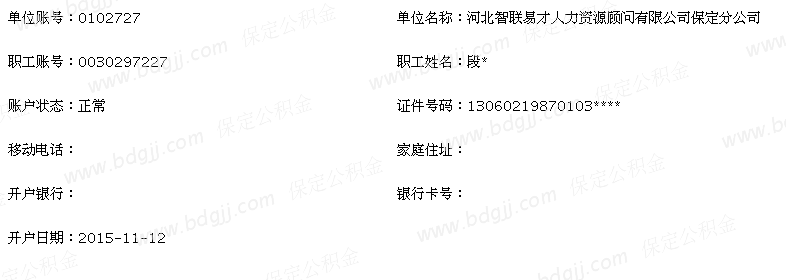 单位账号：0102727 单位名称：河北智联易才人力资源顾问有限公司保定分公司
职工账号：0030297227 职工姓名：段*
账户状态：正常 证件号码：13060219870103****
移动电话： 家庭住址：
开户银行： 银行卡号：
开户日期：2015-11-12
www.bdgjj.com 保定公积金